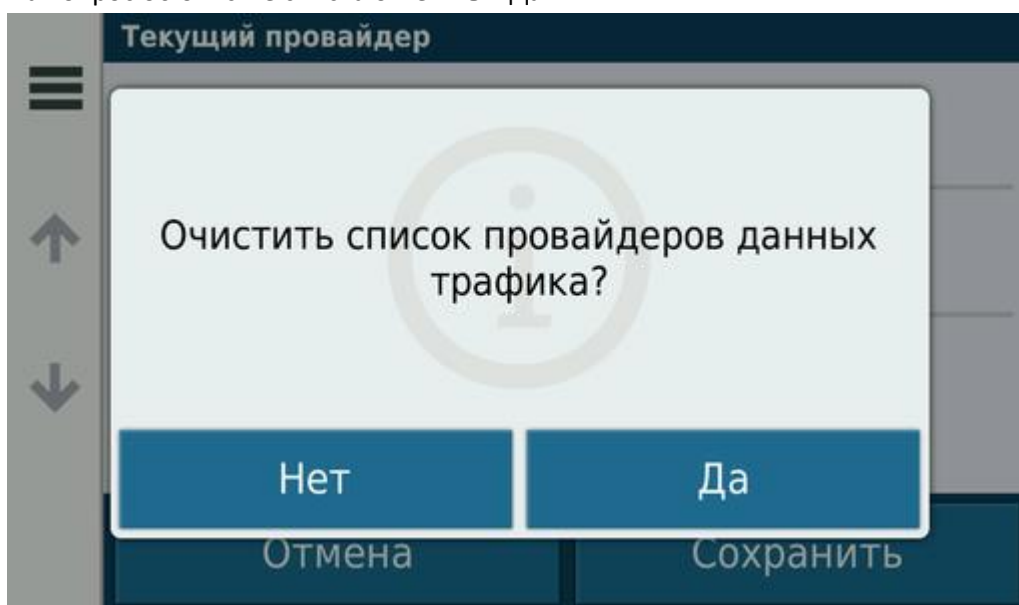 Текущий провайдер
Очистить список провайдеров данных
трафика?
Нет
Да
Отмена
Сохранить